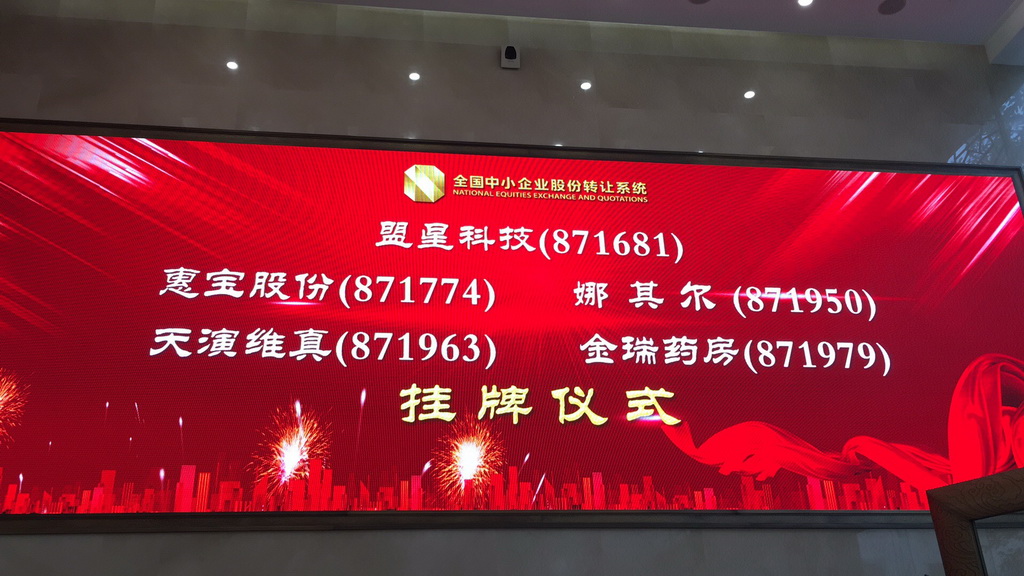 全国中小企业股份转让系统
NATIONAL EQUITIES EXCHANGE AND QUOTATIONS
盟星科技(871681)
惠宝股份(871774) 娜其尔(871950)
天演维真(871963) 金瑞药房(871979)
挂牌仪式